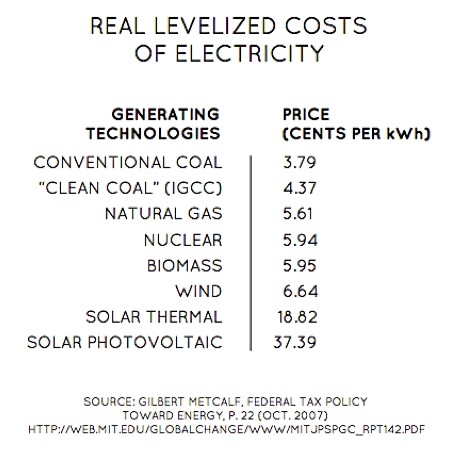 REAL LEVELIZED COSTS
OF ELECTRICITY
GENERATING TECHNOLOGIES PRICE (CENTS PER kWh)
CONVENTIONAL COAL 3.79
“CLEAN COAL” (IGCC) 4.37
NATURAL GAS 5.61
NUCLEAR 5.94
BIOMASS 5.95
WIND 6.64
SOLAR THERMAL 18.82
SOLAR PHOTOVOLTAIC 37.39
SOURCE: GILBERT METCALF, FEDERAL TAX POLICY
TOWARD ENERGY, P. 22 (OCT. 2007)
HTTP://WEB.MIT.EDU/GLOBALCHANGE/WWW/MITJPSPGC_RPT142.PDF